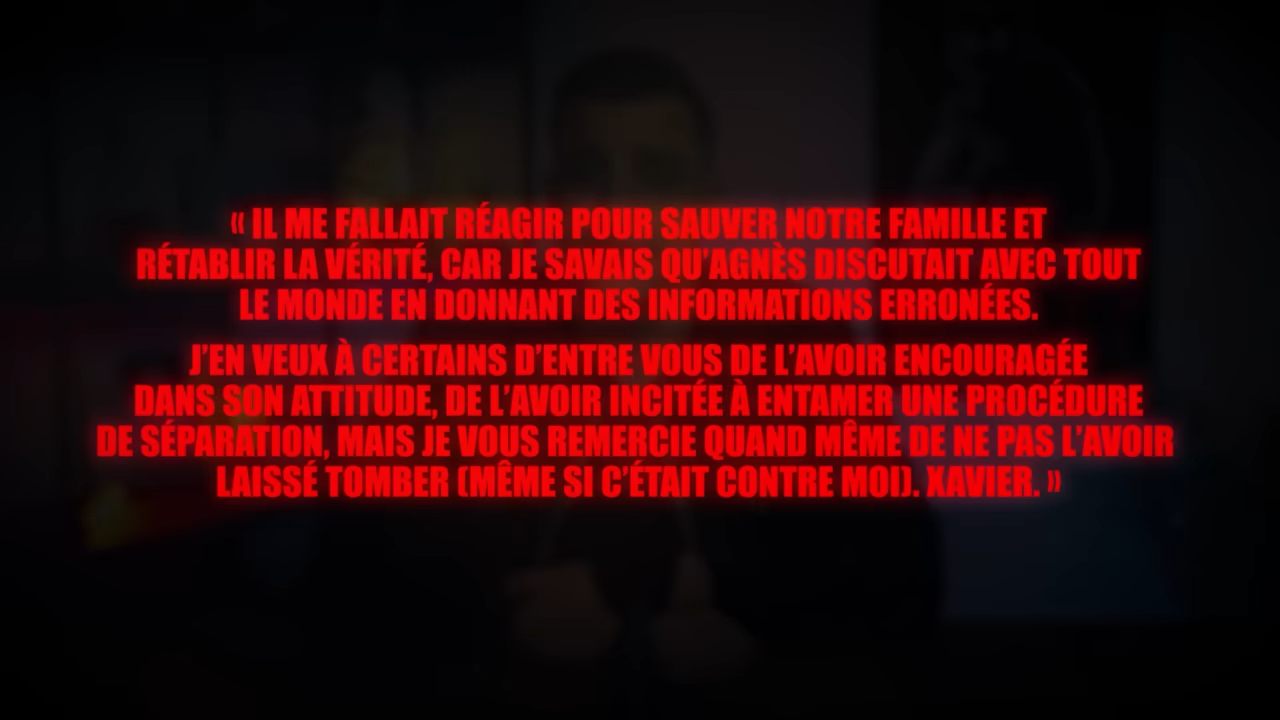 « IL ME FALLAIT RÉAGIR POUR SAUVER NOTRE FAMILLE ET
RÉTABLIR LA VÉRITÉ, CAR JE SAVAIS QU'AGNÈS DISCUTAIT AVEC TOUT
LE MONDE EN DONNANT DES INFORMATIONS ERRONÉES.
J'EN VEUX À CERTAINS D'ENTRE VOUS DE L'AVOIR ENCOURAGÉE
DANS SON ATTITUDE, DE L'AVOIR INCITÉE À ENTAMER UNE PROCÉDURE
DE SÉPARATION, MAIS JE VOUS REMERCIE QUAND MÊME DE NE PAS L'AVOIR
LAISSÉ TOMBER (MÊME SI C'ÉTAIT CONTRE MOI). XAVIER. »